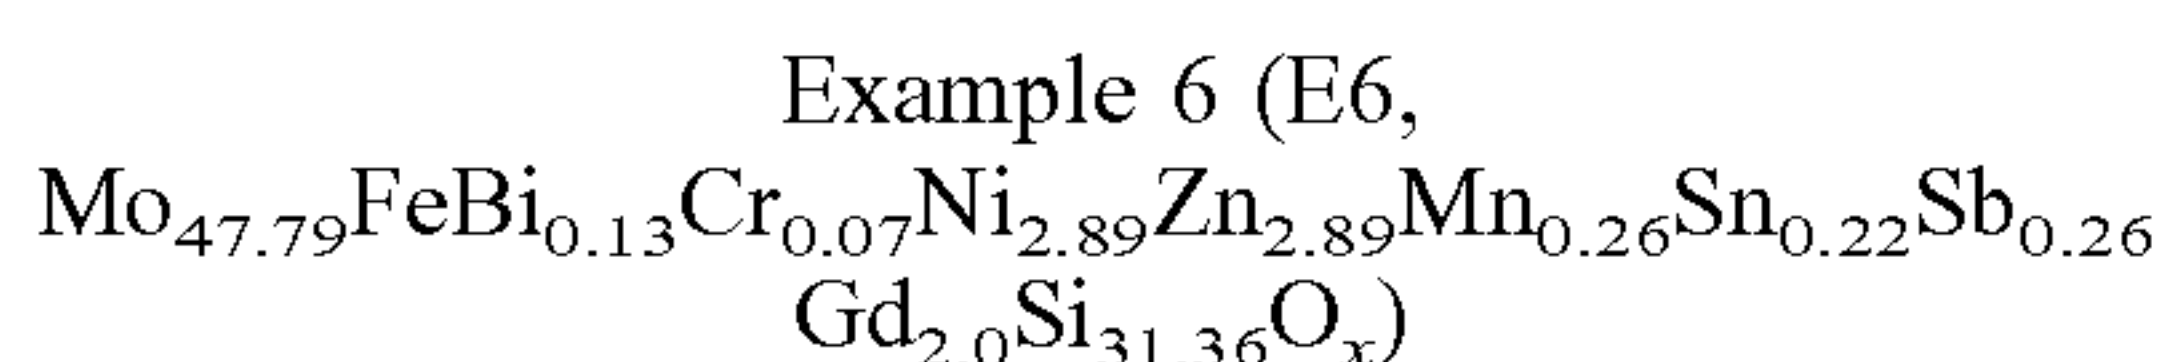 Example 6 (E6,
Mo47.79FeBi0.13Cr0.07Ni2.89Zn2.89Mn0.26Sn0.22Sb0.26
Gd2.0Si31.36Ox)